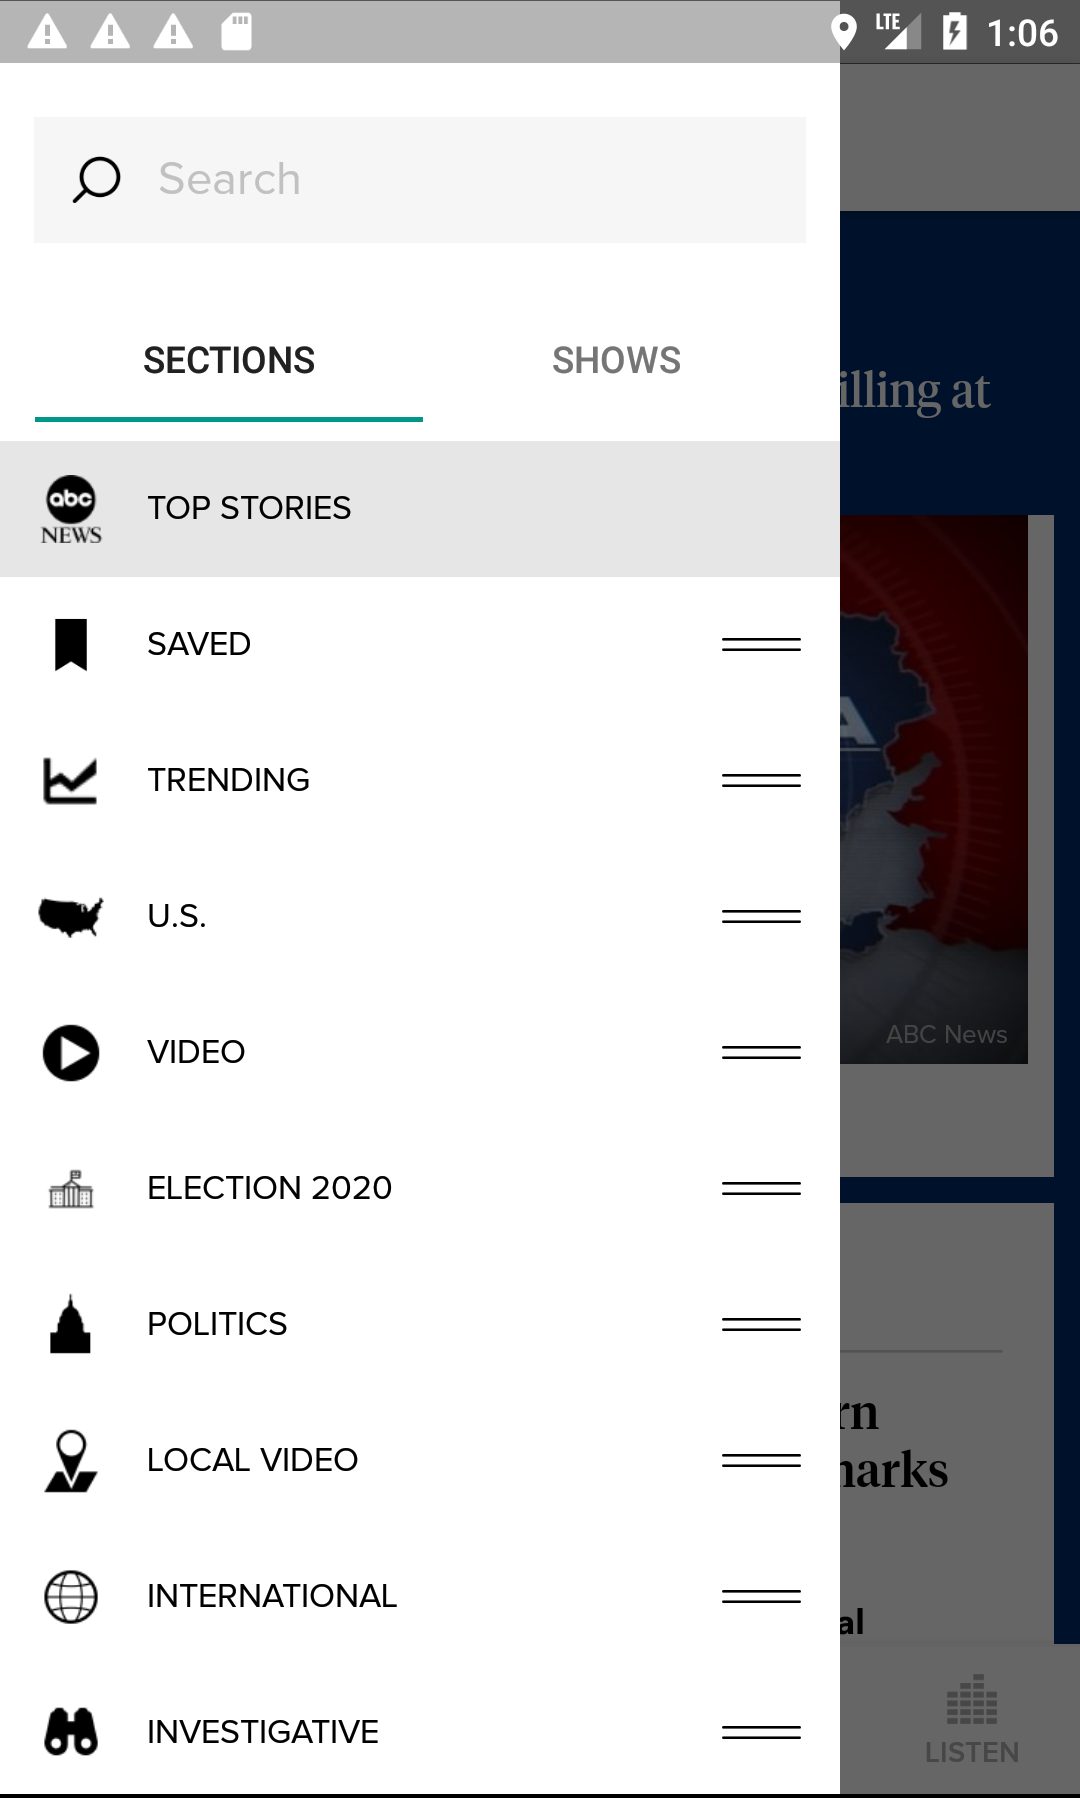 LTE 1:06
Search
SECTIONS SHOWS
illing at
abc NEWS TOP STORIES
SAVED
TRENDING
U.S.
VIDEO
ABC News
ELECTION 2020
POLITICS
rn
LOCAL VIDEO
arks
INTERNATIONAL
al
INVESTIGATIVE
LISTEN